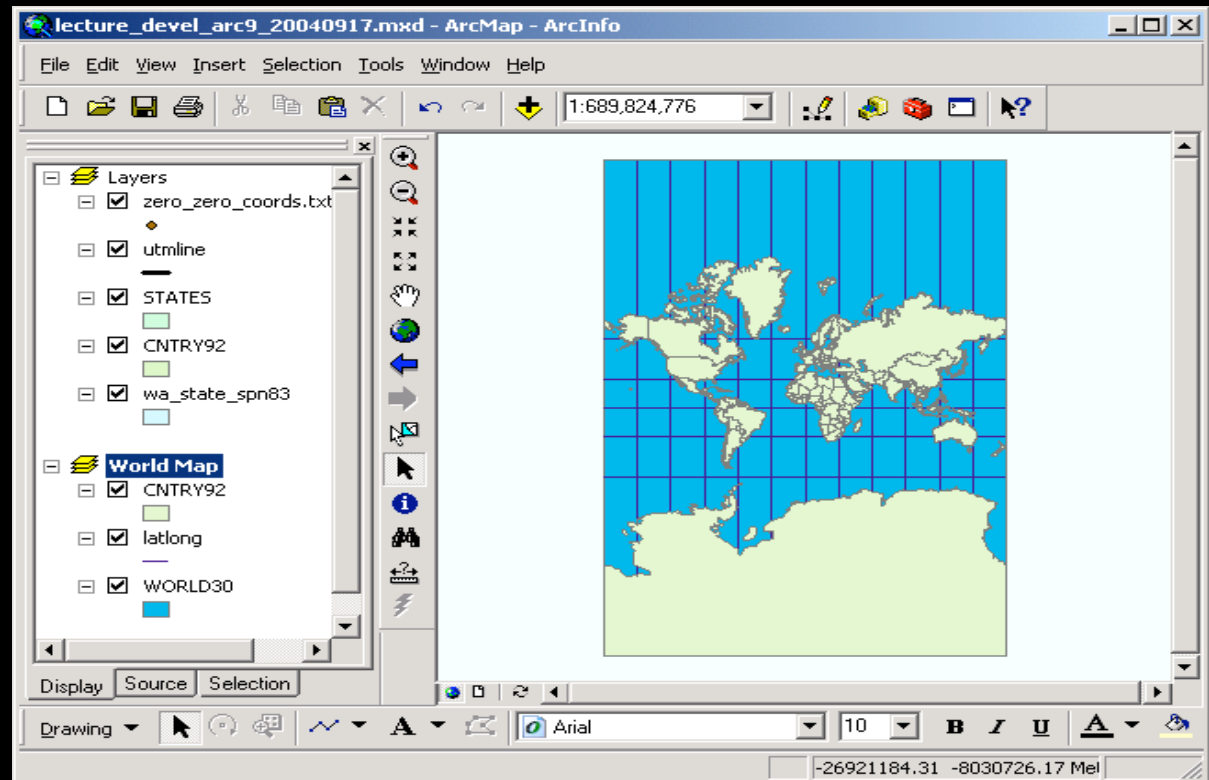 lecture_devel_arc9_20040917.mxd - ArcMap - ArcInfo
File Edit View Insert Selection Tools Window Help
1:689,824,776
Layers
zero_zero_coords.txt
utmline
STATES
CNTRY92
wa_state_spn83
World Map
CNTRY92
latlong
WORLD30
Display Source Selection
Drawing A Arial 10 B I U A
-26921184.31 -8030726.17 Met